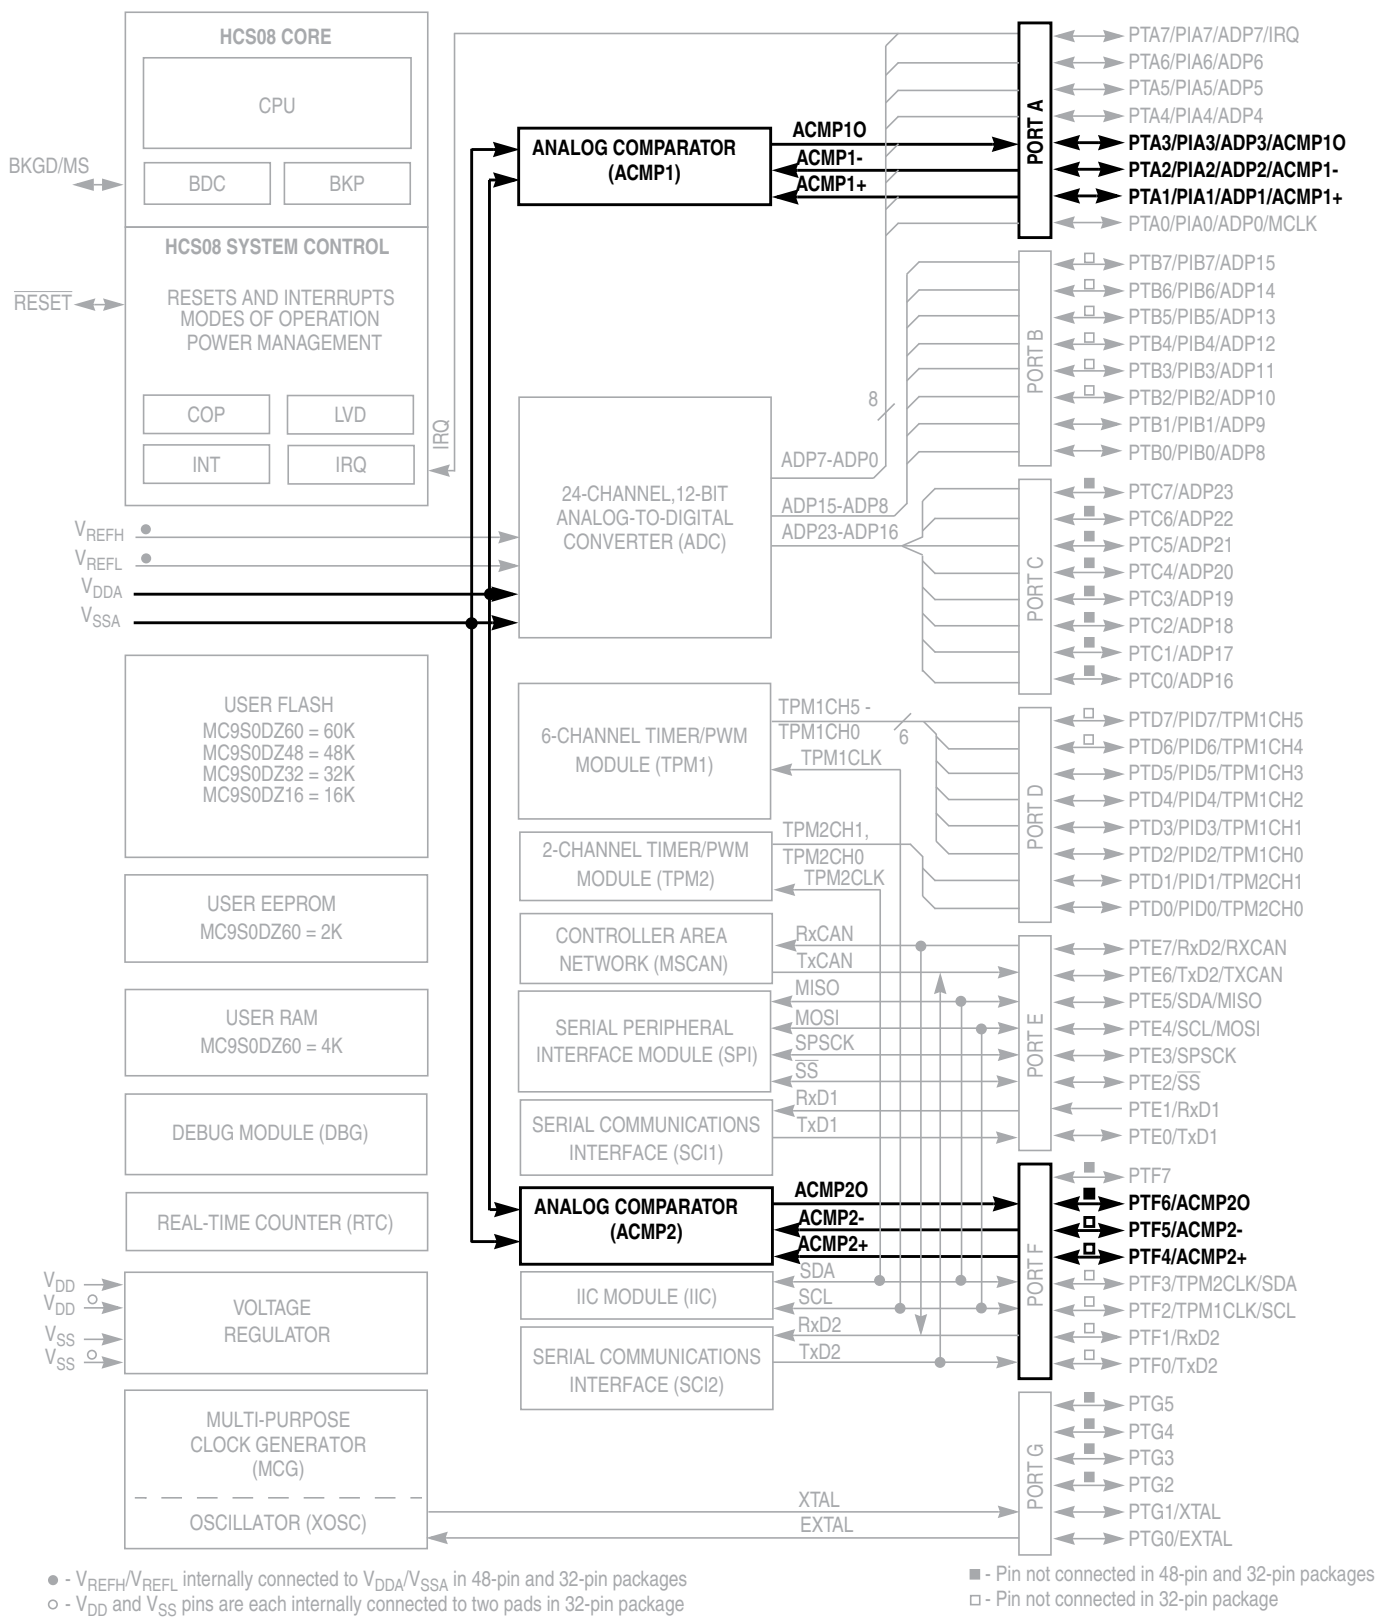 HCS08 CORE
CPU
BDC
BKP
BKGD/MS
HCS08 SYSTEM CONTROL
RESETS AND INTERRUPTS
MODES OF OPERATION
POWER MANAGEMENT
RESET
COP
LVD
INT
IRQ
IRQ
VREFH
VREFL
VDDA
VSSA
USER FLASH
MC9S0DZ60 = 60K
MC9S0DZ48 = 48K
MC9S0DZ32 = 32K
MC9S0DZ16 = 16K
USER EEPROM
MC9S0DZ60 = 2K
USER RAM
MC9S0DZ60 = 4K
DEBUG MODULE (DBG)
REAL-TIME COUNTER (RTC)
VDD
VDD
VSS
VSS
VOLTAGE
REGULATOR
MULTI-PURPOSE
CLOCK GENERATOR
(MCG)
OSCILLATOR (XOSC)
ANALOG COMPARATOR
(ACMP1)
ACMP1O
ACMP1-
ACMP1+
24-CHANNEL,12-BIT
ANALOG-TO-DIGITAL
CONVERTER (ADC)
8
ADP7-ADP0
ADP15-ADP8
ADP23-ADP16
6-CHANNEL TIMER/PWM
MODULE (TPM1)
TPM1CH5 -
TPM1CH0
6
TPM1CLK
2-CHANNEL TIMER/PWM
MODULE (TPM2)
TPM2CH1,
TPM2CH0
TPM2CLK
CONTROLLER AREA
NETWORK (MSCAN)
RxCAN
TxCAN
SERIAL PERIPHERAL
INTERFACE MODULE (SPI)
MISO
MOSI
SPSCK
SS
SERIAL COMMUNICATIONS
INTERFACE (SCI1)
RxD1
TxD1
ANALOG COMPARATOR
(ACMP2)
ACMP2O
ACMP2-
ACMP2+
IIC MODULE (IIC)
SDA
SCL
SERIAL COMMUNICATIONS
INTERFACE (SCI2)
RxD2
TxD2
XTAL
EXTAL
PORT A
PTA7/PIA7/ADP7/IRQ
PTA6/PIA6/ADP6
PTA5/PIA5/ADP5
PTA4/PIA4/ADP4
PTA3/PIA3/ADP3/ACMP1O
PTA2/PIA2/ADP2/ACMP1-
PTA1/PIA1/ADP1/ACMP1+
PTA0/PIA0/ADP0/MCLK
PORT B
PTB7/PIB7/ADP15
PTB6/PIB6/ADP14
PTB5/PIB5/ADP13
PTB4/PIB4/ADP12
PTB3/PIB3/ADP11
PTB2/PIB2/ADP10
PTB1/PIB1/ADP9
PTB0/PIB0/ADP8
PORT C
PTC7/ADP23
PTC6/ADP22
PTC5/ADP21
PTC4/ADP20
PTC3/ADP19
PTC2/ADP18
PTC1/ADP17
PTC0/ADP16
PORT D
PTD7/PID7/TPM1CH5
PTD6/PID6/TPM1CH4
PTD5/PID5/TPM1CH3
PTD4/PID4/TPM1CH2
PTD3/PID3/TPM1CH1
PTD2/PID2/TPM1CH0
PTD1/PID1/TPM2CH1
PTD0/PID0/TPM2CH0
PORT E
PTE7/RxD2/RXCAN
PTE6/TxD2/TXCAN
PTE5/SDA/MISO
PTE4/SCL/MOSI
PTE3/SPSCK
PTE2/SS
PTE1/RxD1
PTE0/TxD1
PORT F
PTF7
PTF6/ACMP2O
PTF5/ACMP2-
PTF4/ACMP2+
PTF3/TPM2CLK/SDA
PTF2/TPM1CLK/SCL
PTF1/RxD2
PTF0/TxD2
PORT G
PTG5
PTG4
PTG3
PTG2
PTG1/XTAL
PTG0/EXTAL
● - VREFH/VREFL internally connected to VDDA/VSSA in 48-pin and 32-pin packages
○ - VDD and VSS pins are each internally connected to two pads in 32-pin package
■ - Pin not connected in 48-pin and 32-pin packages
□ - Pin not connected in 32-pin package